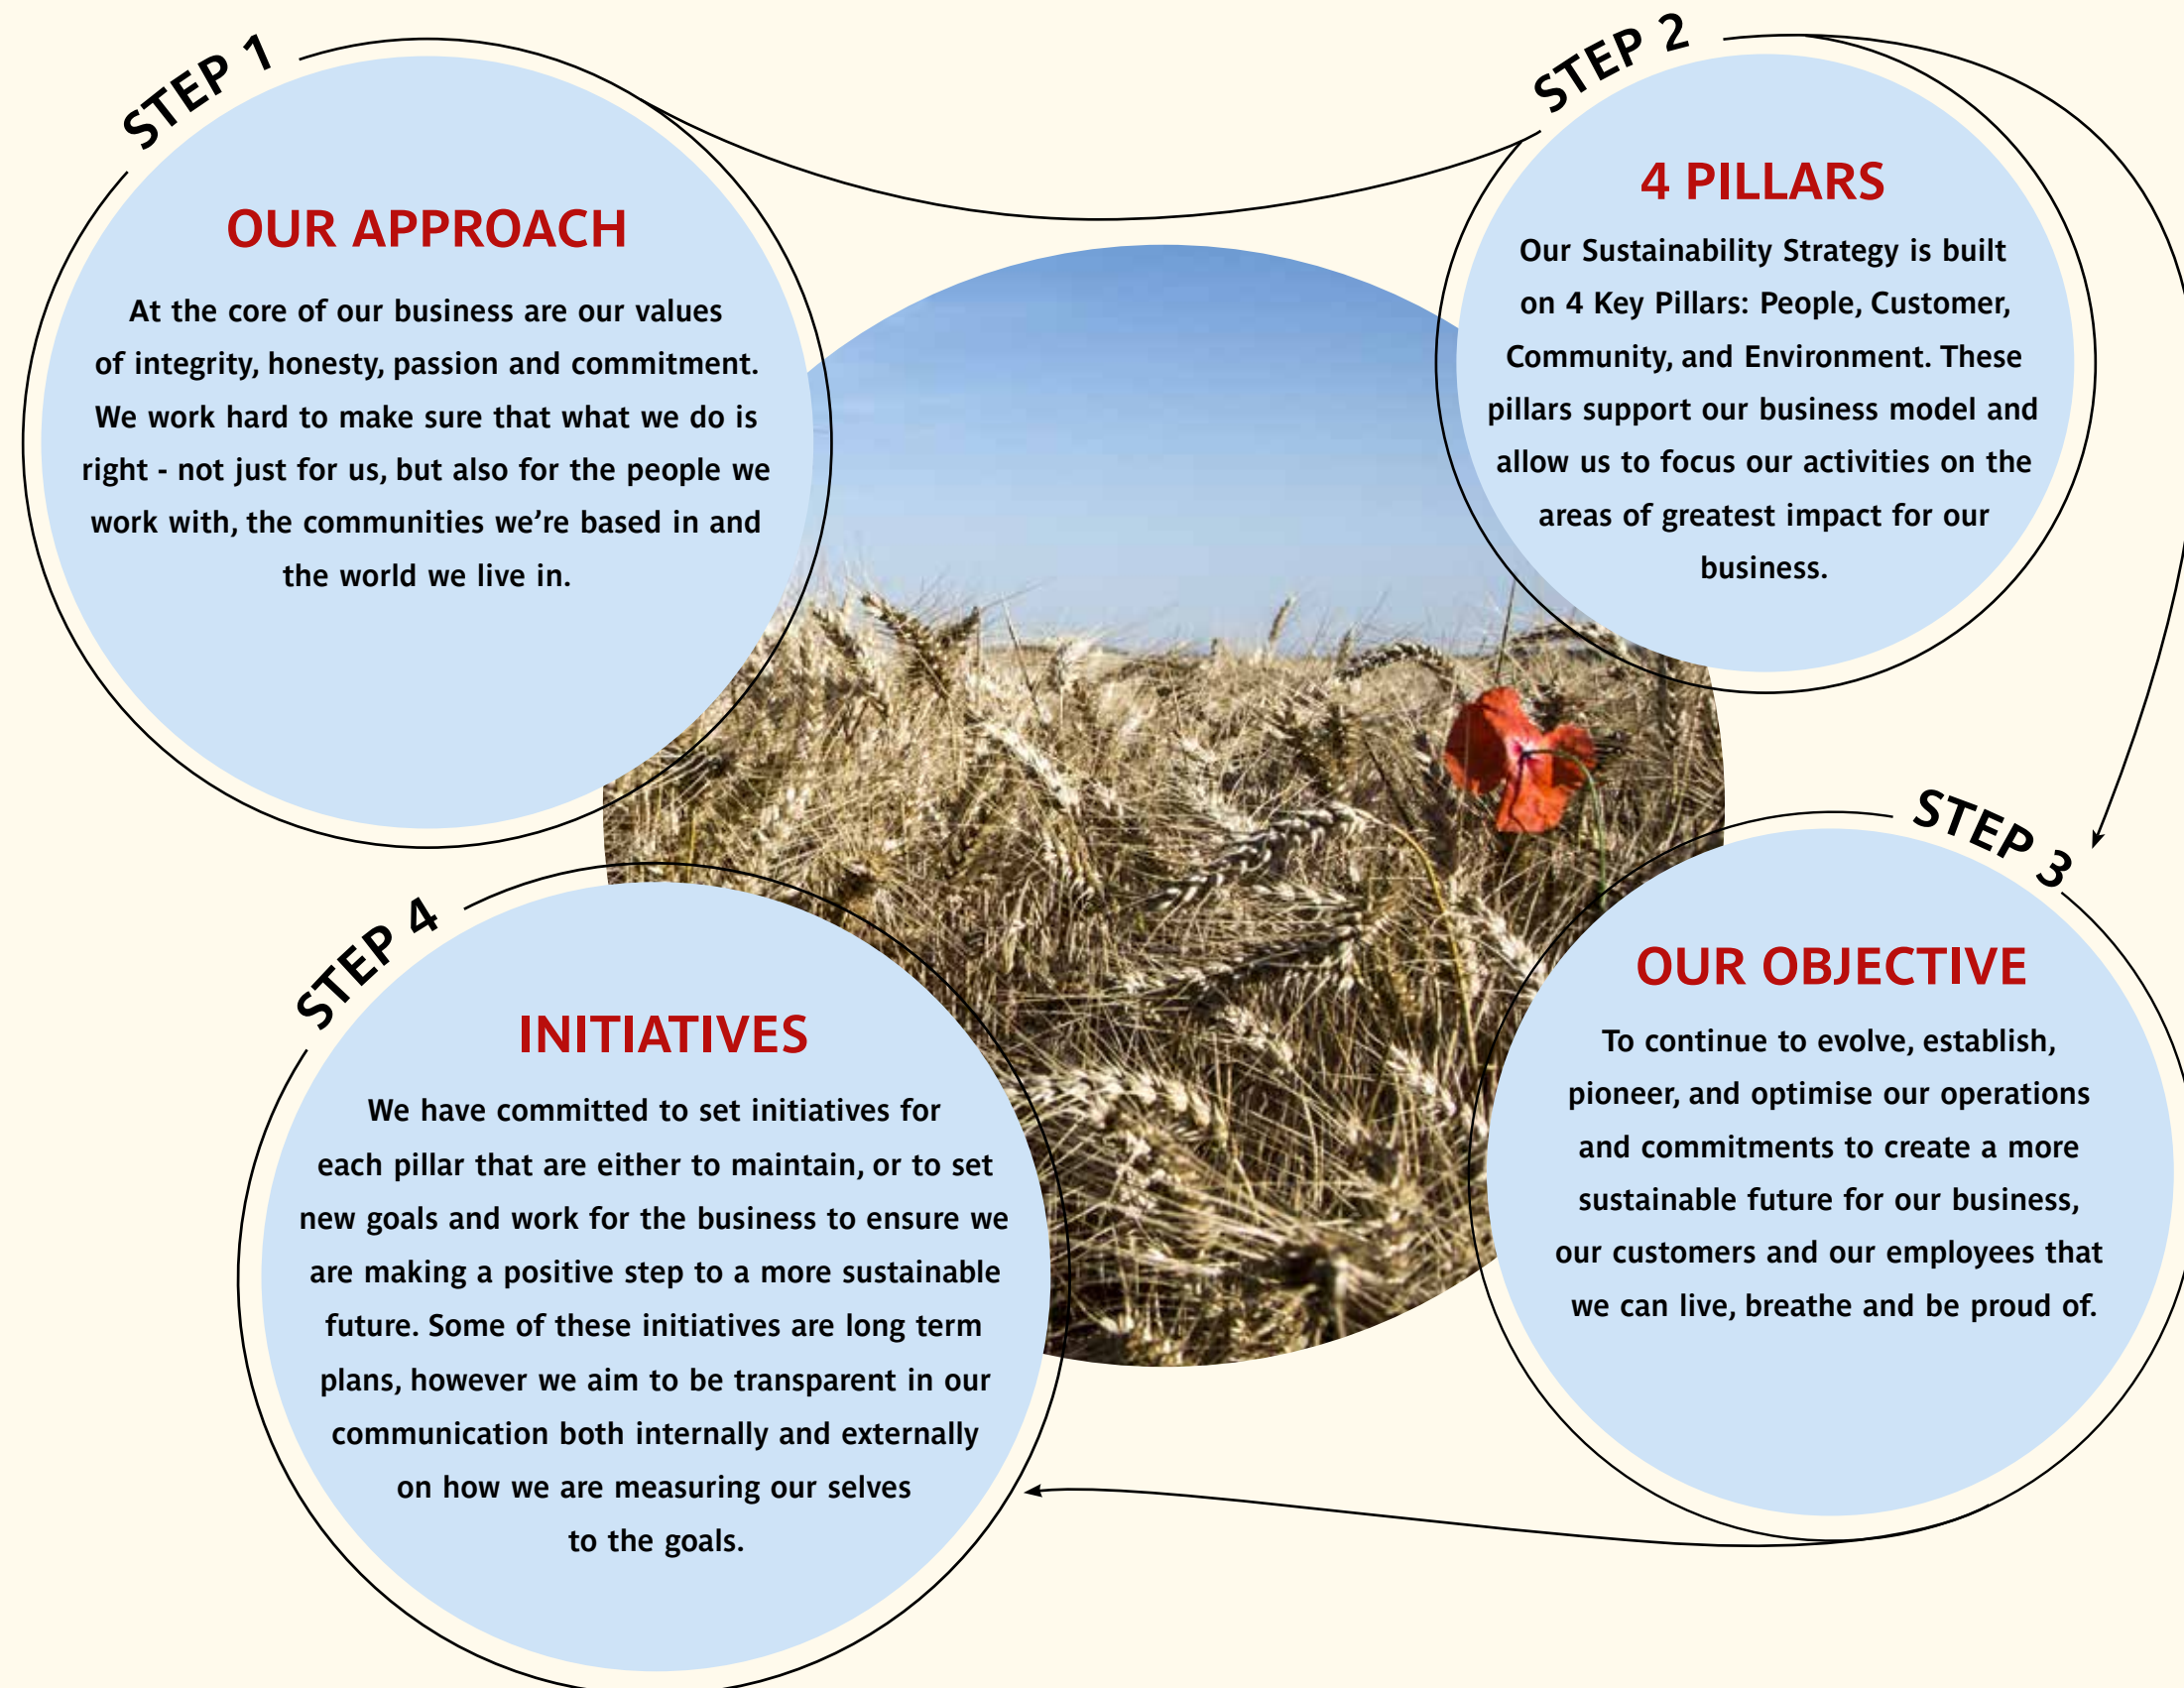 STEP 1
OUR APPROACH
At the core of our business are our values
of integrity, honesty, passion and commitment.
We work hard to make sure that what we do is
right - not just for us, but also for the people we
work with, the communities we’re based in and
the world we live in.
STEP 2
4 PILLARS
Our Sustainability Strategy is built
on 4 Key Pillars: People, Customer,
Community, and Environment. These
pillars support our business model and
allow us to focus our activities on the
areas of greatest impact for our
business.
STEP 3
OUR OBJECTIVE
To continue to evolve, establish,
pioneer, and optimise our operations
and commitments to create a more
sustainable future for our business,
our customers and our employees that
we can live, breathe and be proud of.
STEP 4
INITIATIVES
We have committed to set initiatives for
each pillar that are either to maintain, or to set
new goals and work for the business to ensure we
are making a positive step to a more sustainable
future. Some of these initiatives are long term
plans, however we aim to be transparent in our
communication both internally and externally
on how we are measuring our selves
to the goals.